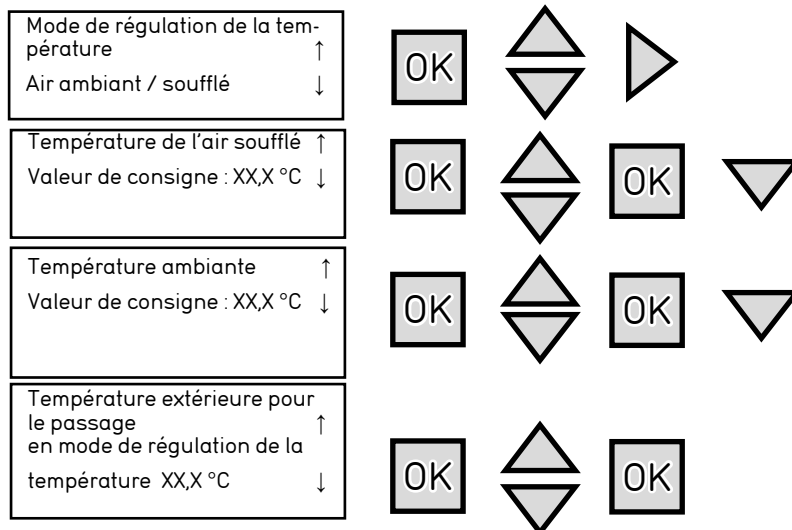 Mode de régulation de la tem-
pérature ↑
Air ambiant / soufflé ↓
OK
Température de l'air soufflé ↑
Valeur de consigne : XX,X °C ↓
OK OK
Température ambiante ↑
Valeur de consigne : XX,X °C ↓
OK OK
Température extérieure pour
le passage ↑
en mode de régulation de la
température XX,X °C ↓
OK OK